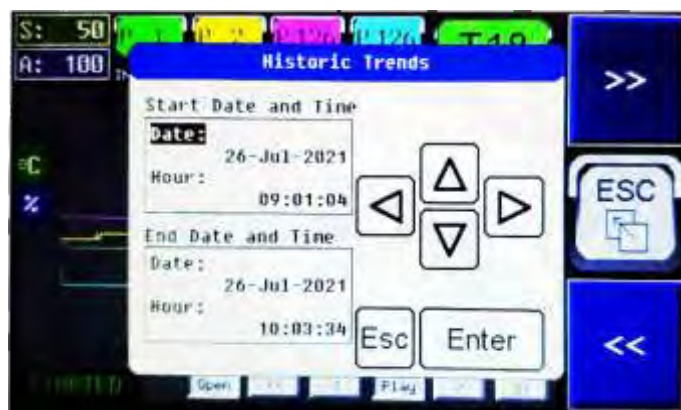 S: 50
A: 100
Historic Trends
>>
Start Date and Time
Date:
26-Jul-2021
Hour:
09:01:04
ESC
%
End Date and Time
Date:
26-Jul-2021
Hour:
10:03:34
Esc
Enter
<<
Open
Play